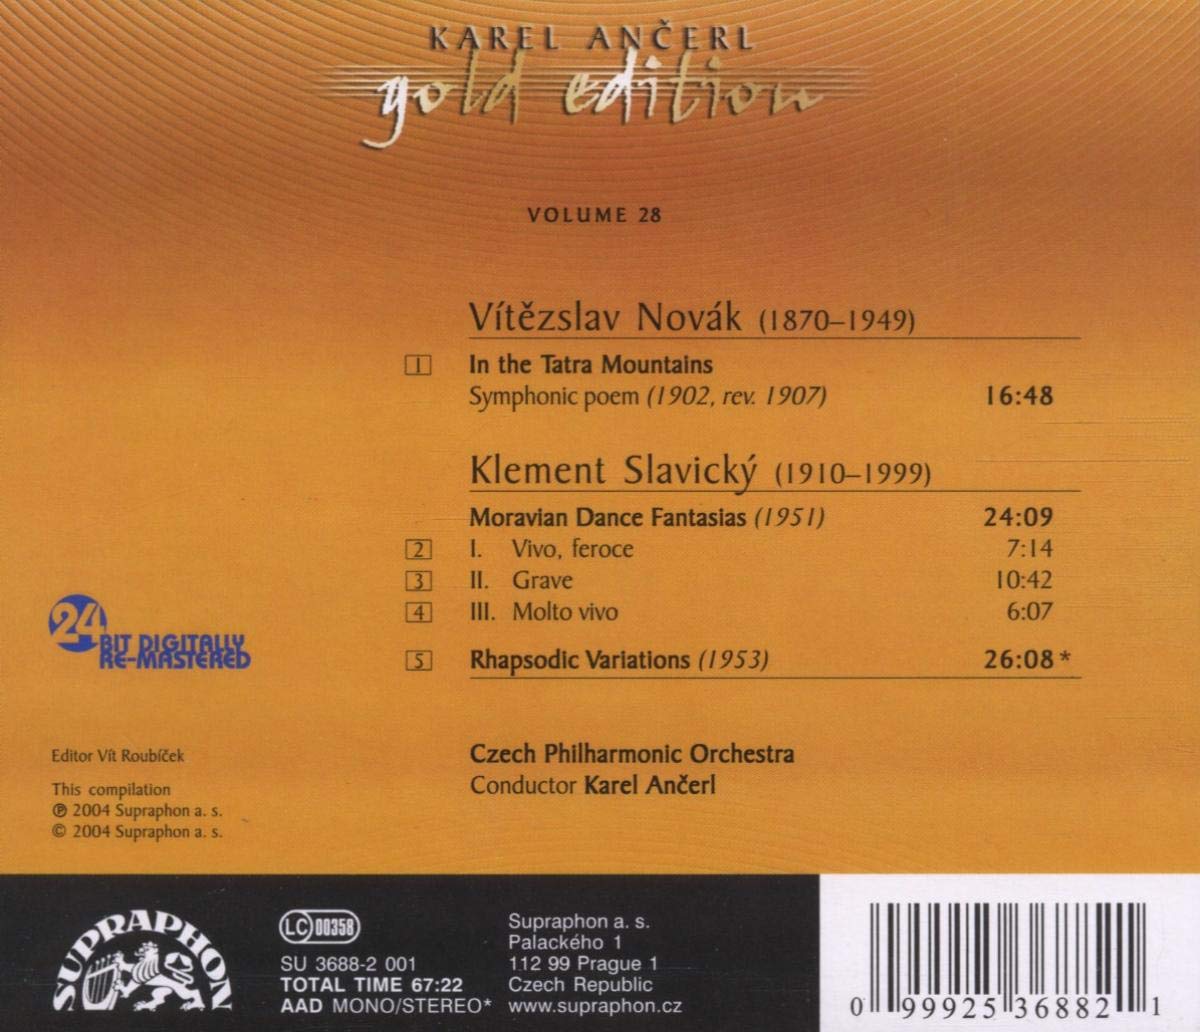 KAREL ANČERL
gold edition
VOLUME 28
Vítězslav Novák (1870–1949)
1 In the Tatra Mountains
Symphonic poem (1902, rev. 1907) 16:48
Klement Slavický (1910–1999)
Moravian Dance Fantasias (1951) 24:09
2 I. Vivo, feroce 7:14
3 II. Grave 10:42
4 III. Molto vivo 6:07
5 Rhapsodic Variations (1953) 26:08*
24
BIT DIGITALLY
RE-MASTERED
Editor Vít Roubíček
This compilation
℗ 2004 Supraphon a. s.
© 2004 Supraphon a. s.
Czech Philharmonic Orchestra
Conductor Karel Ančerl
SUPRAPHON
LC 00358
SU 3688-2 001
TOTAL TIME 67:22
AAD MONO/STEREO*
Supraphon a. s.
Palackého 1
112 99 Prague 1
Czech Republic
www.supraphon.cz
0 99925 36882 1